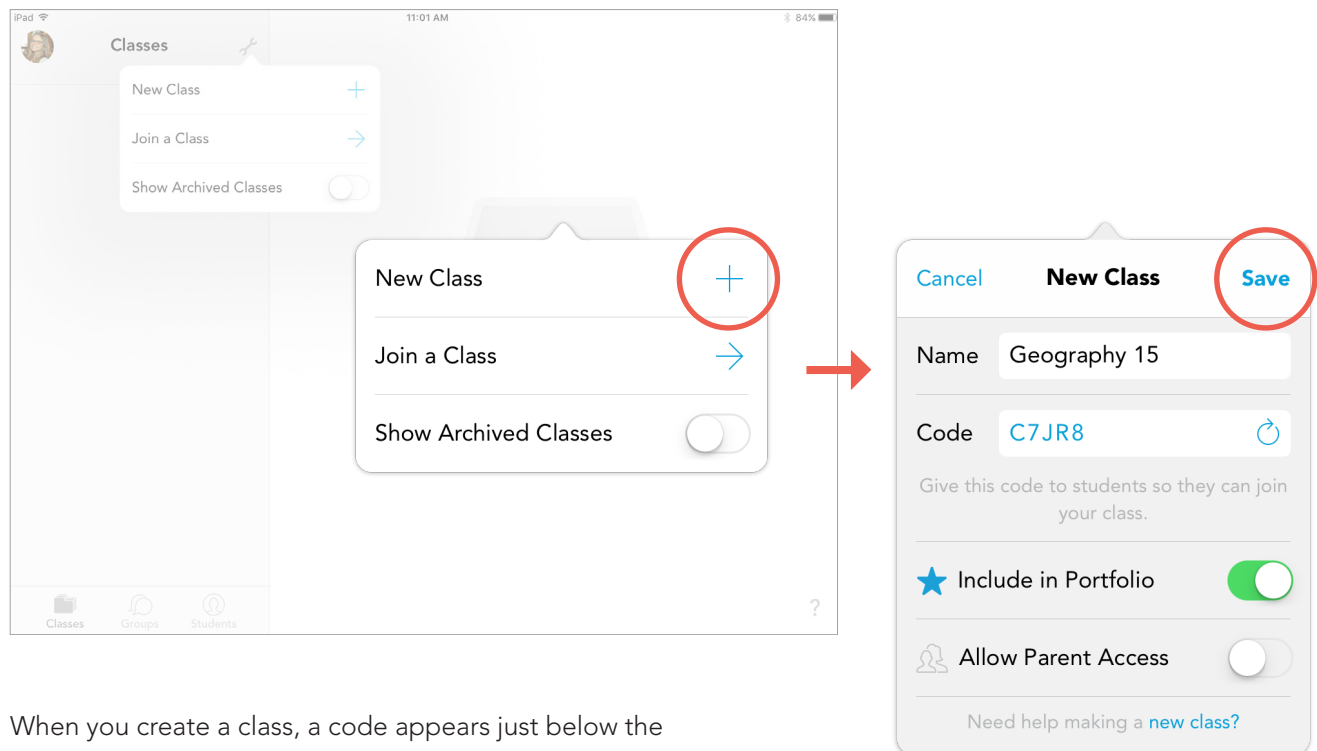 iPad 11:01 AM 84%
Classes
New Class
Join a Class
Show Archived Classes
New Class
Join a Class
Show Archived Classes
Classes Groups Students
?
Cancel New Class Save
Name Geography 15
Code C7JR8
Give this code to students so they can join
your class.
Include in Portfolio
Allow Parent Access
Need help making a new class?
When you create a class, a code appears just below the